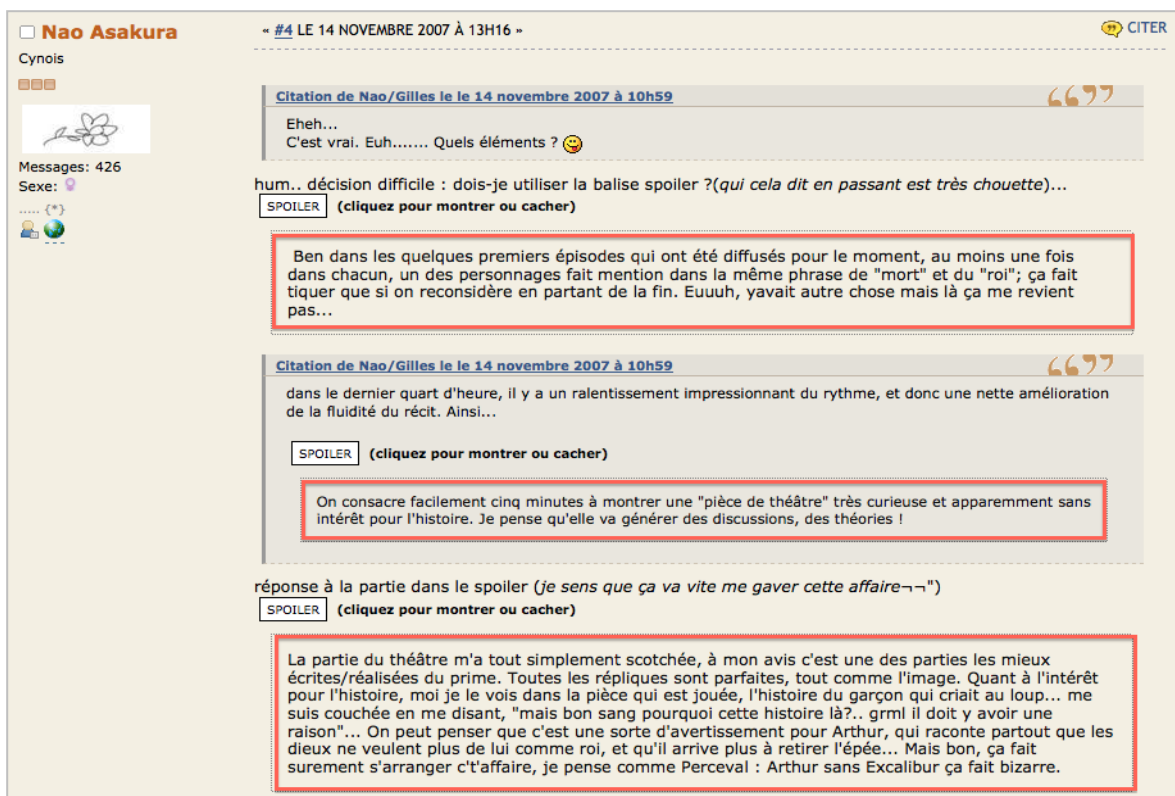 Nao Asakura
Cynois
Messages: 426
Sexe:
..... {*}
« #4 LE 14 NOVEMBRE 2007 À 13H16 »
CITER
Citation de Nao/Gilles le le 14 novembre 2007 à 10h59
Eheh...
C'est vrai. Euh....... Quels éléments ?
hum.. décision difficile : dois-je utiliser la balise spoiler ?(qui cela dit en passant est très chouette)...
SPOILER (cliquez pour montrer ou cacher)
Ben dans les quelques premiers épisodes qui ont été diffusés pour le moment, au moins une fois
dans chacun, un des personnages fait mention dans la même phrase de "mort" et du "roi"; ça fait
tiquer que si on reconsidère en partant de la fin. Euuuh, yavait autre chose mais là ça me revient
pas...
Citation de Nao/Gilles le le 14 novembre 2007 à 10h59
dans le dernier quart d'heure, il y a un ralentissement impressionnant du rythme, et donc une nette amélioration
de la fluidité du récit. Ainsi...
SPOILER (cliquez pour montrer ou cacher)
On consacre facilement cinq minutes à montrer une "pièce de théâtre" très curieuse et apparemment sans
intérêt pour l'histoire. Je pense qu'elle va générer des discussions, des théories !
réponse à la partie dans le spoiler (je sens que ça va vite me gaver cette affaire¬¬")
SPOILER (cliquez pour montrer ou cacher)
La partie du théâtre m'a tout simplement scotchée, à mon avis c'est une des parties les mieux
écrites/réalisées du prime. Toutes les répliques sont parfaites, tout comme l'image. Quant à l'intérêt
pour l'histoire, moi je le vois dans la pièce qui est jouée, l'histoire du garçon qui criait au loup... me
suis couchée en me disant, "mais bon sang pourquoi cette histoire là?.. grml il doit y avoir une
raison"... On peut penser que c'est une sorte d'avertissement pour Arthur, qui raconte partout que les
dieux ne veulent plus de lui comme roi, et qu'il arrive plus à retirer l'épée... Mais bon, ça fait
surement s'arranger c't'affaire, je pense comme Perceval : Arthur sans Excalibur ça fait bizarre.